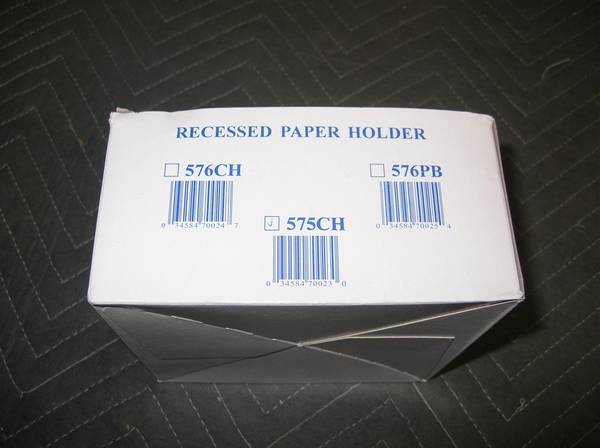 RECESSED PAPER HOLDER
576CH
576PB
0 34584 70024 7
0 34584 70025 4
575CH
0 34584 70023 0